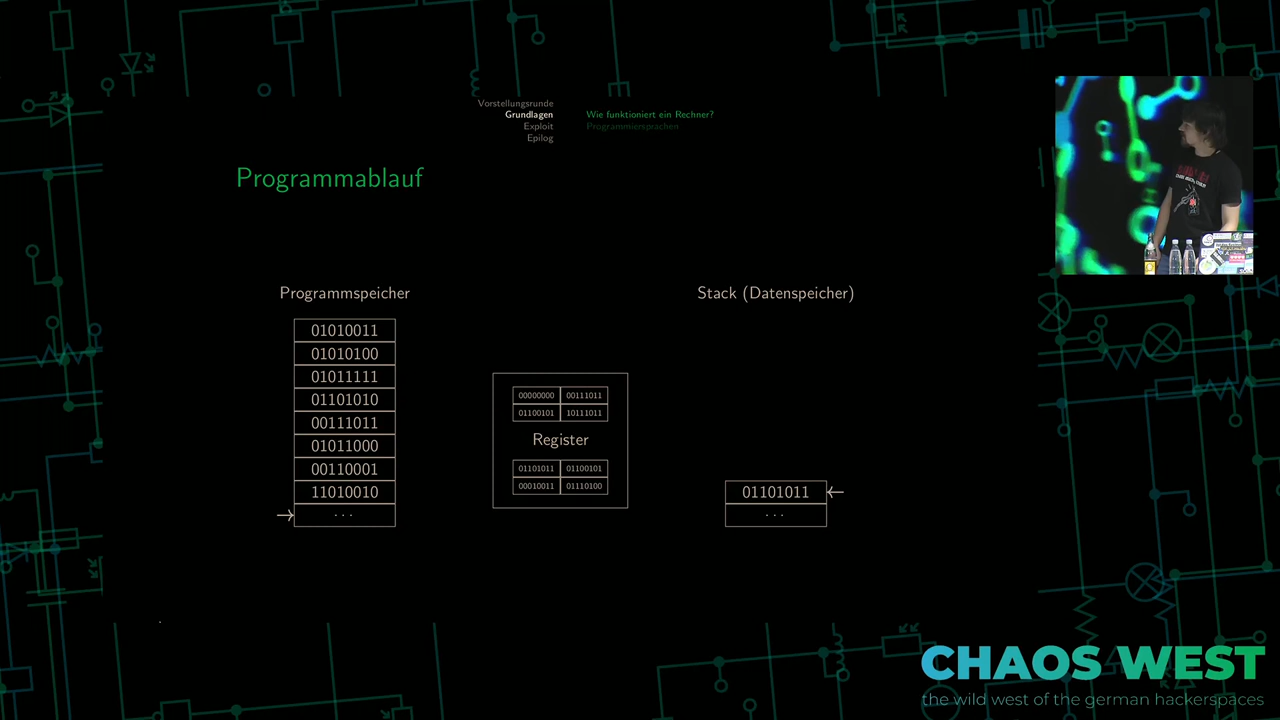 Vorstellungsrunde
Grundlagen
Exploit
Epilog
Wie funktioniert ein Rechner?
Programmiersprachen
Programmablauf
Programmspeicher
01010011
01010100
01011111
01101010
00111011
01011000
00110001
11010010
→ ...
00000000 00111011
01100101 10111011
Register
01101011 01100101
00010011 01110100
Stack (Datenspeicher)
01101011 ←
...
CHAOS WEST
the wild west of the german hackerspaces